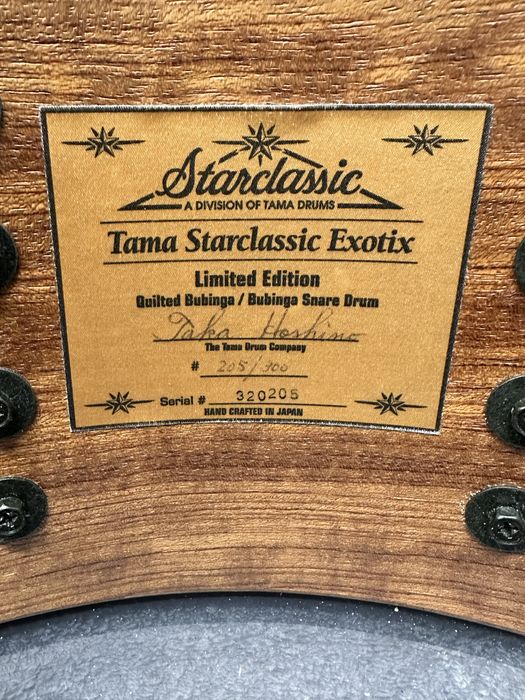 Starclassic
A DIVISION OF TAMA DRUMS
Tama Starclassic Exotix
Limited Edition
Quilted Bubinga / Bubinga Snare Drum
Taka Hoshino
The Tama Drum Company
# 205/300
Serial # 320205
HAND CRAFTED IN JAPAN